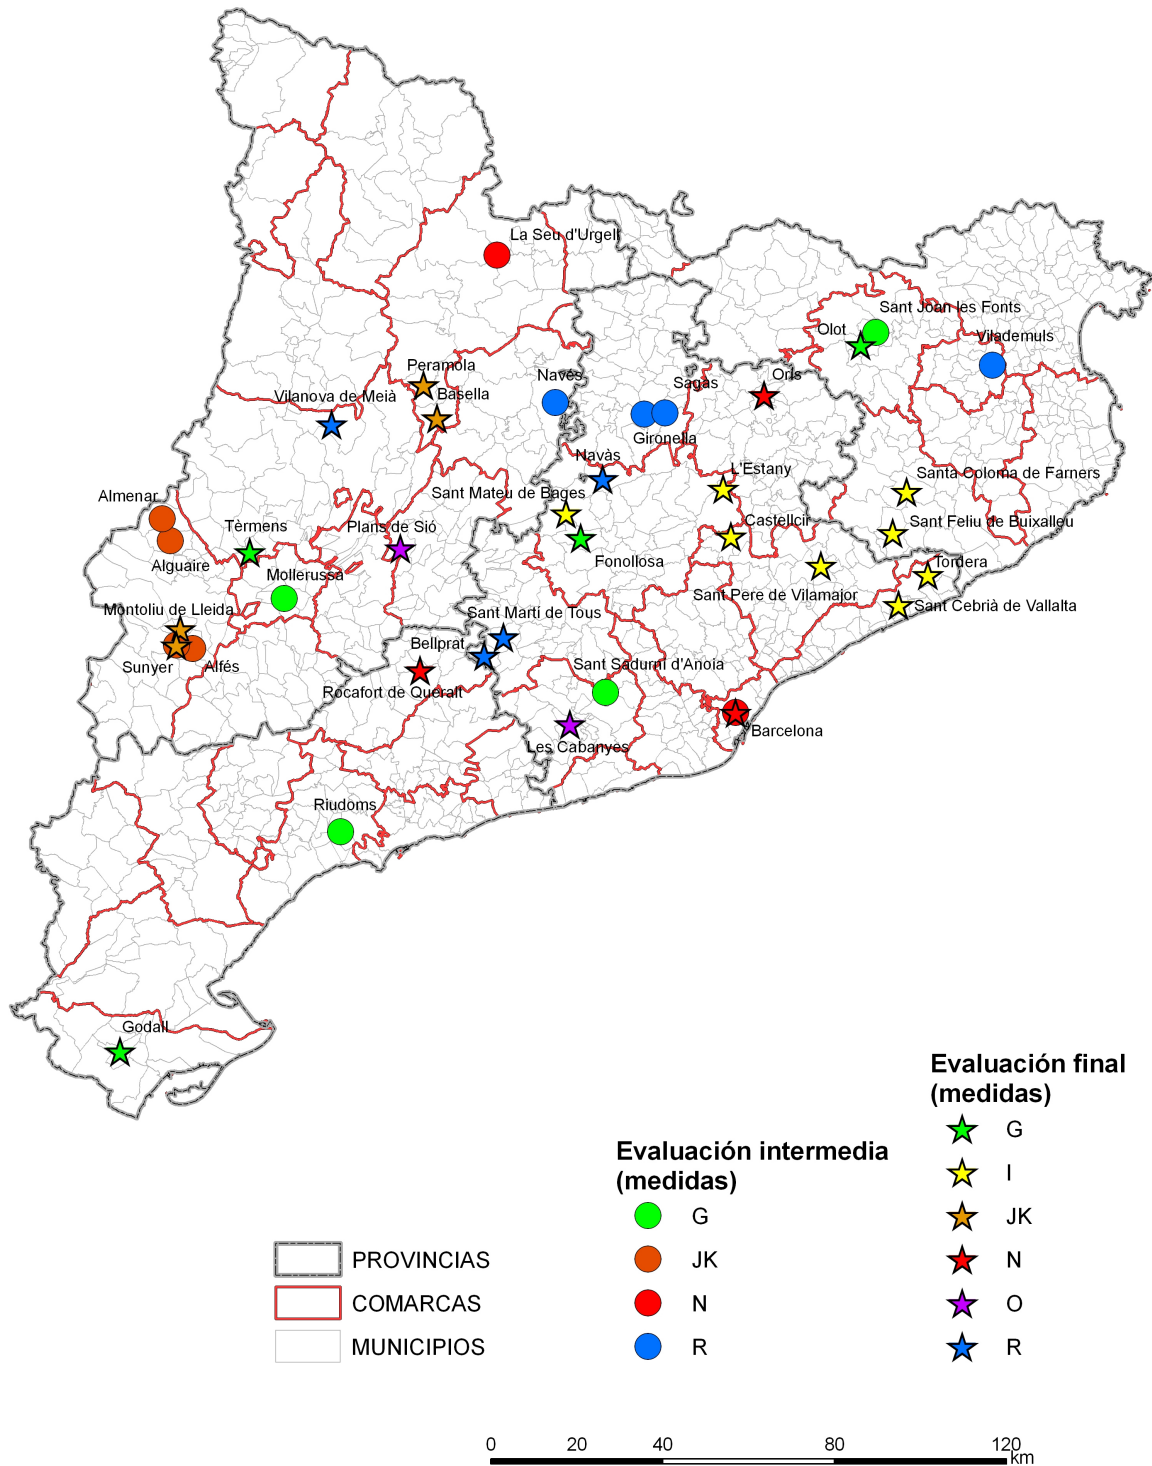 La Seu d'Urgell
Sant Joan les Fonts
Olot
Vilademuls
Peramola
Navès
Sagàs
Orís
Vilanova de Meià
Basella
Gironella
Navàs
L'Estany
Santa Coloma de Farners
Almenar
Sant Mateu de Bages
Tèrmens
Plans de Sió
Castellcir
Sant Feliu de Buixalleu
Alguaire
Mollerussa
Fonollosa
Tordera
Montoliu de Lleida
Sant Martí de Tous
Sant Pere de Vilamajor
Sant Cebrià de Vallalta
Bellprat
Sunyer
Alfés
Sant Sadurní d'Anoia
Rocafort de Queralt
Barcelona
Les Cabanyes
Riudoms
Godall
PROVINCIAS
COMARCAS
MUNICIPIOS
Evaluación intermedia
(medidas)
G
JK
N
R
Evaluación final
(medidas)
G
I
JK
N
O
R
0 20 40 80 120
km